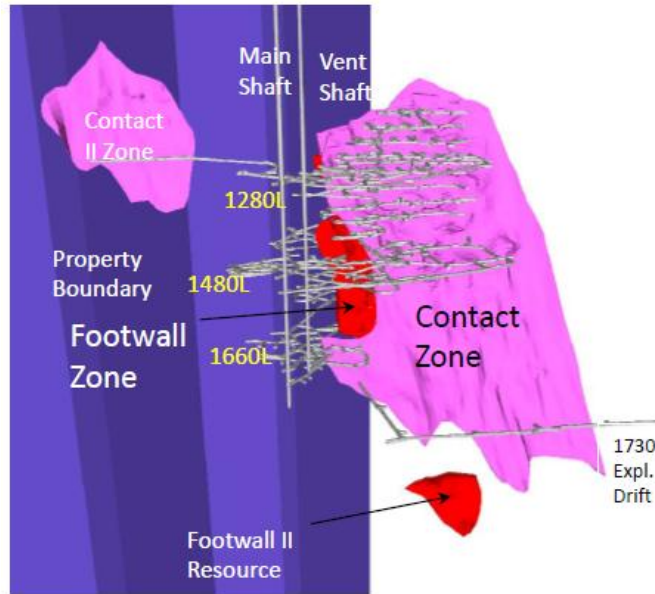 Main
Shaft
Vent
Shaft
Contact
II Zone
1280L
Property
Boundary
1480L
Footwall
Zone
Contact
Zone
1660L
1730
Expl.
Drift
Footwall II
Resource